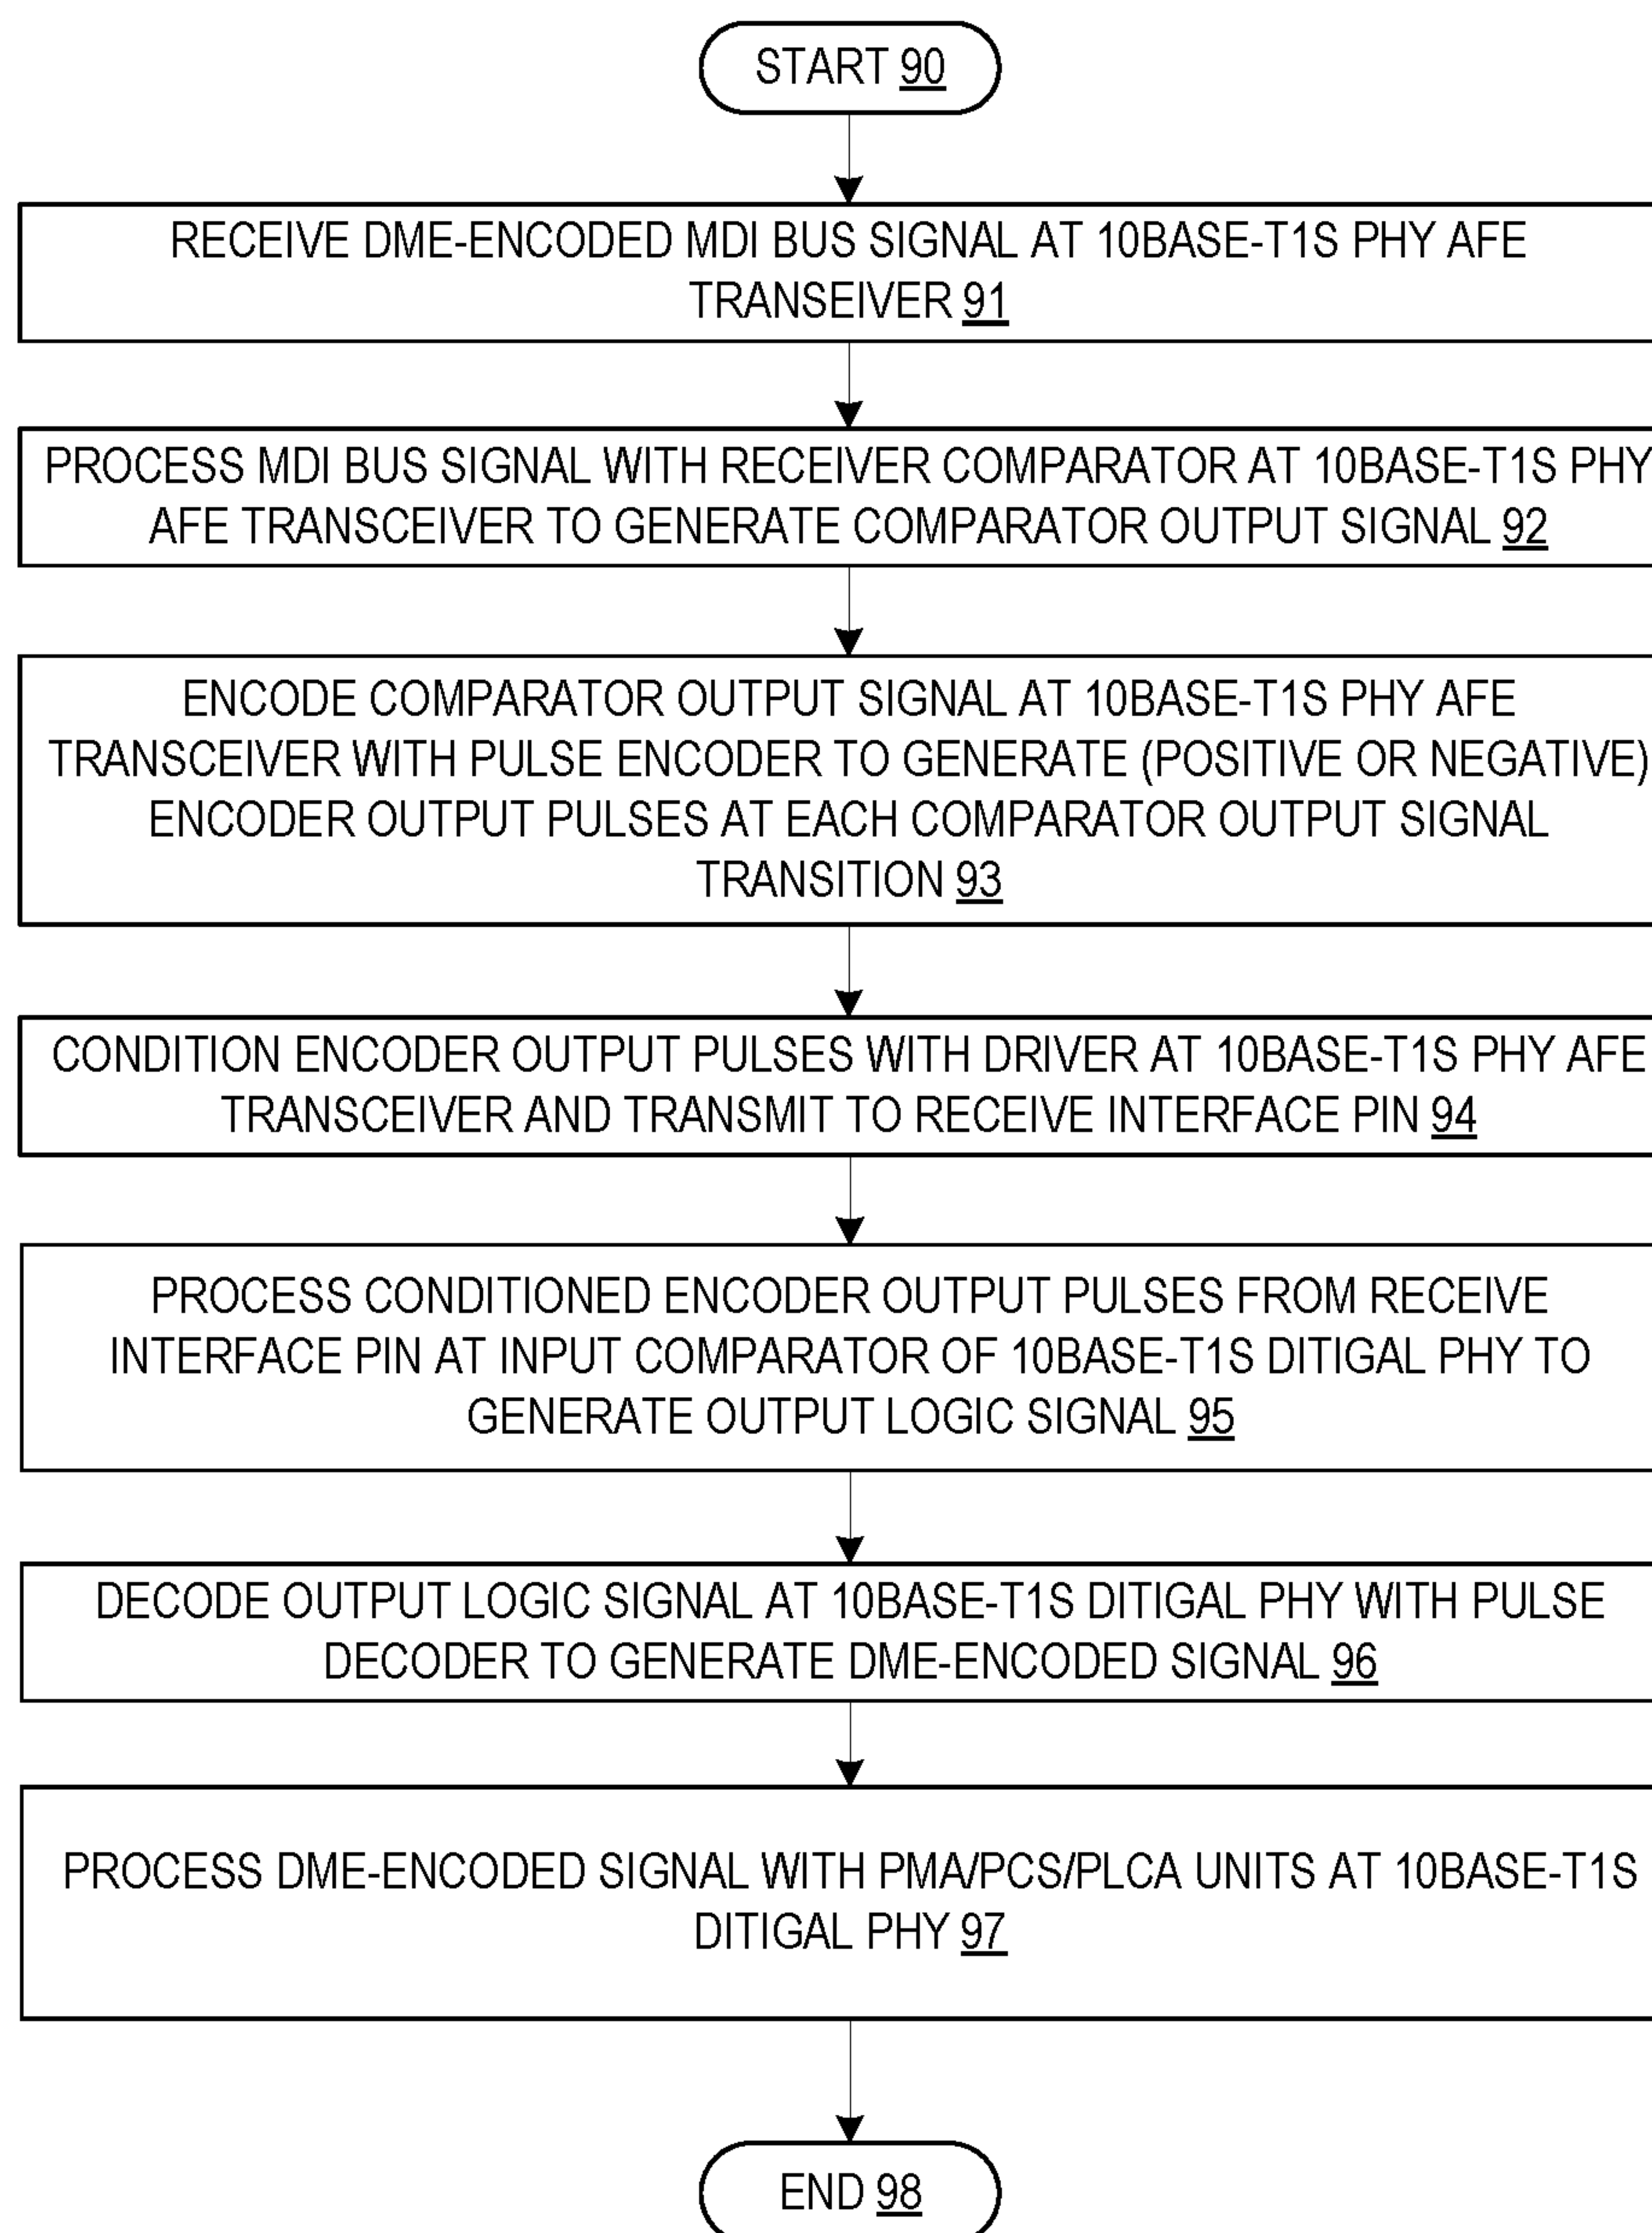 START 90
RECEIVE DME-ENCODED MDI BUS SIGNAL AT 10BASE-T1S PHY AFE
TRANSEIVER 91
PROCESS MDI BUS SIGNAL WITH RECEIVER COMPARATOR AT 10BASE-T1S PHY
AFE TRANSCEIVER TO GENERATE COMPARATOR OUTPUT SIGNAL 92
ENCODE COMPARATOR OUTPUT SIGNAL AT 10BASE-T1S PHY AFE
TRANSCEIVER WITH PULSE ENCODER TO GENERATE (POSITIVE OR NEGATIVE)
ENCODER OUTPUT PULSES AT EACH COMPARATOR OUTPUT SIGNAL
TRANSITION 93
CONDITION ENCODER OUTPUT PULSES WITH DRIVER AT 10BASE-T1S PHY AFE
TRANSCEIVER AND TRANSMIT TO RECEIVE INTERFACE PIN 94
PROCESS CONDITIONED ENCODER OUTPUT PULSES FROM RECEIVE
INTERFACE PIN AT INPUT COMPARATOR OF 10BASE-T1S DITIGAL PHY TO
GENERATE OUTPUT LOGIC SIGNAL 95
DECODE OUTPUT LOGIC SIGNAL AT 10BASE-T1S DITIGAL PHY WITH PULSE
DECODER TO GENERATE DME-ENCODED SIGNAL 96
PROCESS DME-ENCODED SIGNAL WITH PMA/PCS/PLCA UNITS AT 10BASE-T1S
DITIGAL PHY 97
END 98